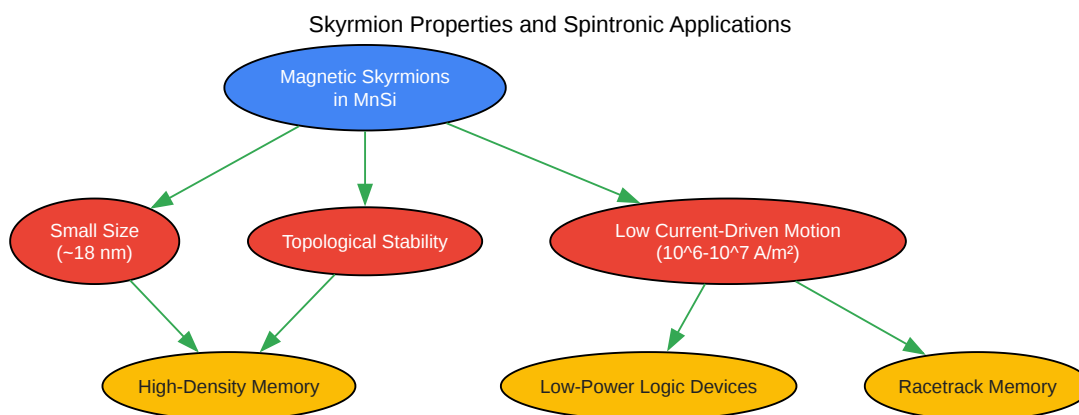 Skyrmion Properties and Spintronic Applications
Magnetic Skyrmions
in MnSi
Small Size
(~18 nm)
Topological Stability
Low Current-Driven Motion
(10^6-10^7 A/m²)
High-Density Memory
Low-Power Logic Devices
Racetrack Memory